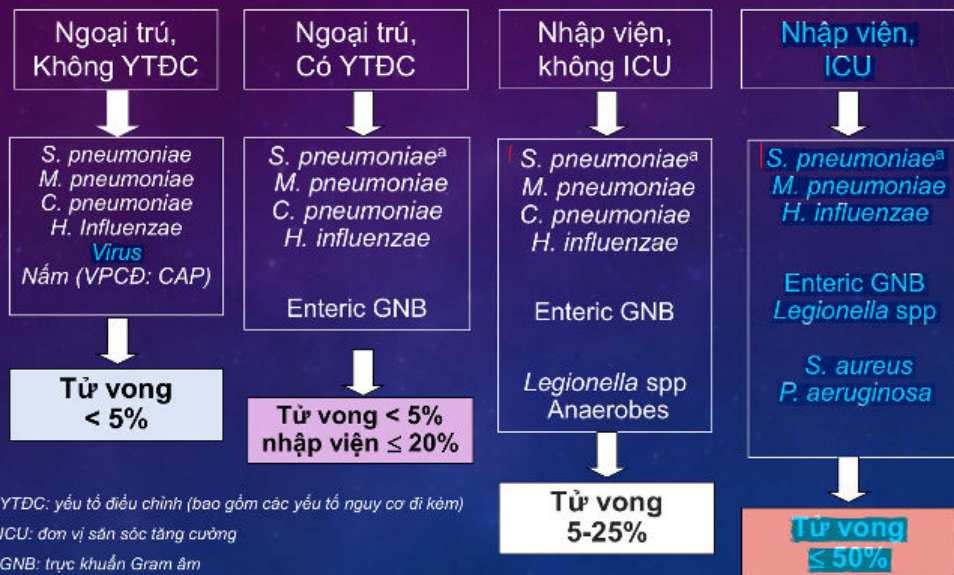 Ngoại trú,
Không YTĐC
S. pneumoniae
M. pneumoniae
C. pneumoniae
H. Influenzae
Virus
Nấm (VPCĐ: CAP)
Tử vong
< 5%
Ngoại trú,
Có YTĐC
S. pneumoniaeᵃ
M. pneumoniae
C. pneumoniae
H. influenzae
Enteric GNB
Tử vong < 5%
nhập viện ≤ 20%
Nhập viện,
không ICU
S. pneumoniaeᵃ
M. pneumoniae
C. pneumoniae
H. influenzae
Enteric GNB
Legionella spp
Anaerobes
Tử vong
5-25%
Nhập viện,
ICU
S. pneumoniaeᵃ
M. pneumoniae
H. influenzae
Enteric GNB
Legionella spp
S. aureus
P. aeruginosa
Tử vong
≤ 50%
YTĐC: yếu tố điều chỉnh (bao gồm các yếu tố nguy cơ đi kèm)
ICU: đơn vị săn sóc tăng cường
GNB: trực khuẩn Gram âm